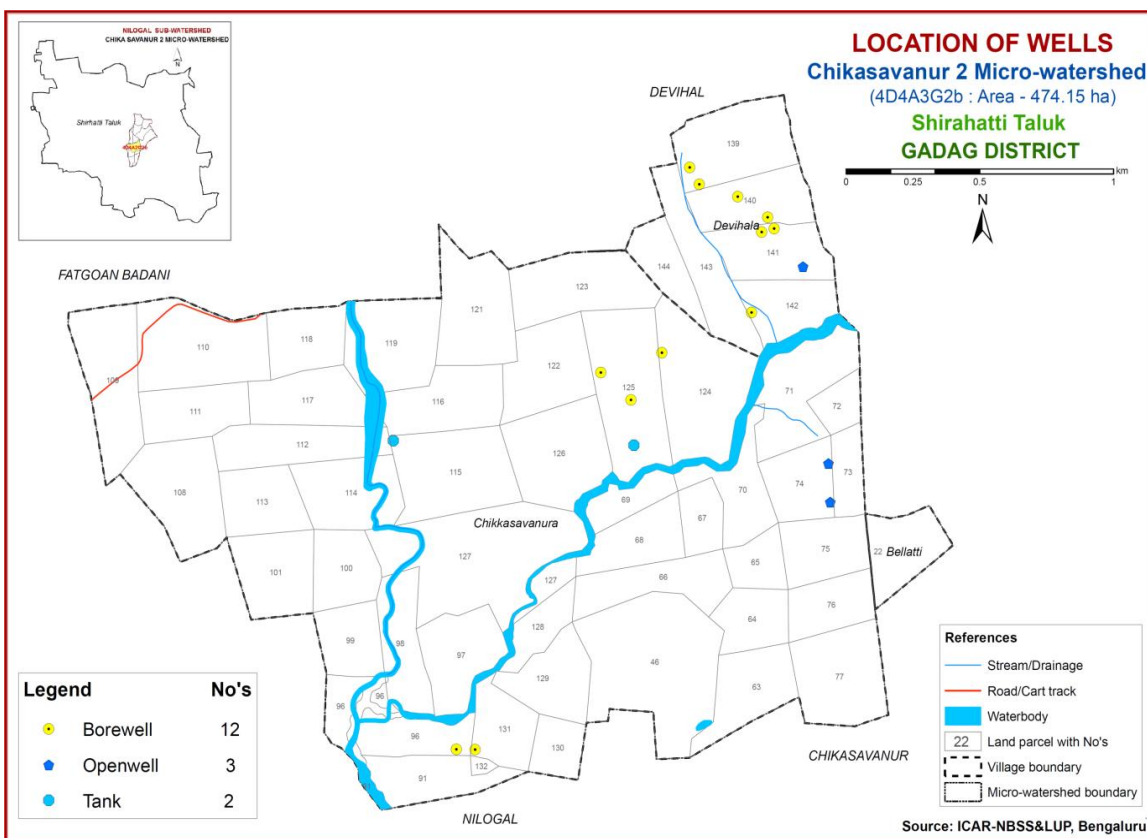 NILOGAL SUB-WATERSHED
CHIKA SAVANUR 2 MICRO-WATERSHED
N
Shirhatti Taluk
LOCATION OF WELLS
Chikasavanur 2 Micro-watershed
(4D4A3G2b : Area - 474.15 ha)
Shirahatti Taluk
GADAG DISTRICT
km
0 0.25 0.5 1
N
DEVIHAL
139
140
Devihala
141
144 143
142
FATGOAN BADANI
123
121
110 118 119
122
124
71
109
125
72
111 117 116
112
126
115
108 113 114
74 73
70
69
Chikkasavanura
67
68
127
75
22 Bellatti
101 100
65
127
66
76
64
99
98
128
97
46
129
77
63
96
96
96
131
130
132
91
CHIKASAVANUR
NILOGAL
Legend No's
Borewell 12
Openwell 3
Tank 2
References
Stream/Drainage
Road/Cart track
Waterbody
22 Land parcel with No's
Village boundary
Micro-watershed boundary
Source: ICAR-NBSS&LUP, Bengaluru